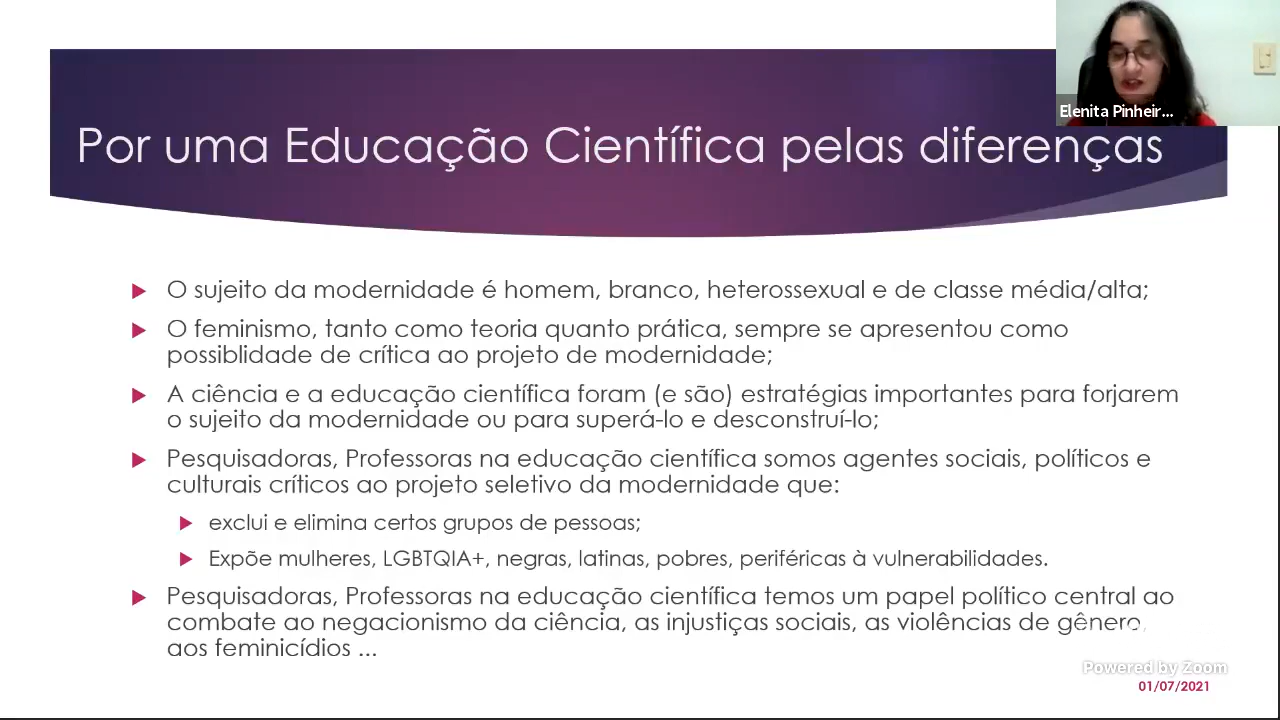 Elenita Pinheir...
Por uma Educação Científica pelas diferenças
O sujeito da modernidade é homem, branco, heterossexual e de classe média/alta;
O feminismo, tanto como teoria quanto prática, sempre se apresentou como
possiblidade de crítica ao projeto de modernidade;
A ciência e a educação científica foram (e são) estratégias importantes para forjarem
o sujeito da modernidade ou para superá-lo e desconstruí-lo;
Pesquisadoras, Professoras na educação científica somos agentes sociais, políticos e
culturais críticos ao projeto seletivo da modernidade que:
exclui e elimina certos grupos de pessoas;
Expõe mulheres, LGBTQIA+, negras, latinas, pobres, periféricas à vulnerabilidades.
Pesquisadoras, Professoras na educação científica temos um papel político central ao
combate ao negacionismo da ciência, as injustiças sociais, as violências de gênero,
aos feminicídios ...
Powered by Zoom
01/07/2021